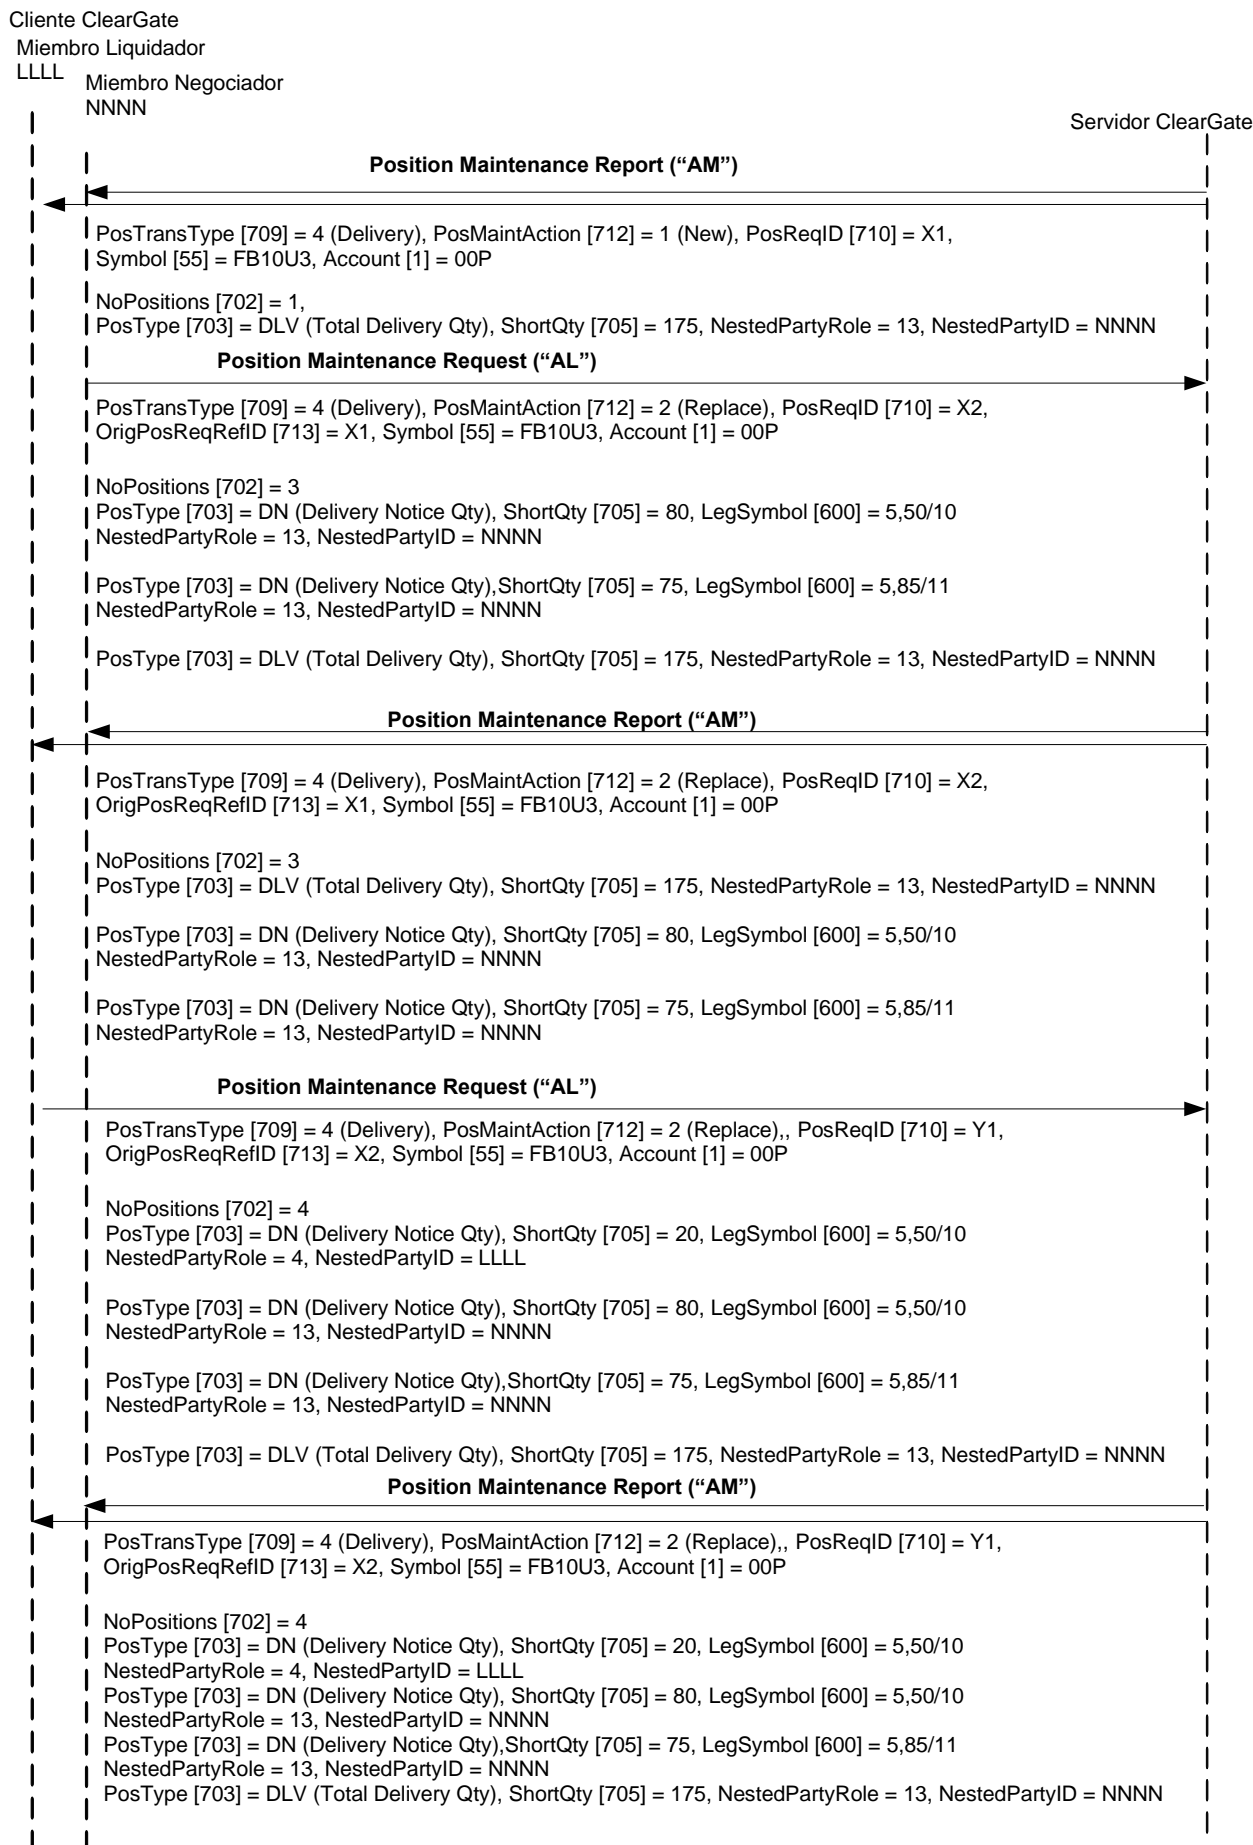 Cliente ClearGate
Miembro Liquidador
LLLL
Miembro Negociador
NNNN
Servidor ClearGate
Position Maintenance Report (“AM”)
PosTransType [709] = 4 (Delivery), PosMaintAction [712] = 1 (New), PosReqID [710] = X1,
Symbol [55] = FB10U3, Account [1] = 00P
NoPositions [702] = 1,
PosType [703] = DLV (Total Delivery Qty), ShortQty [705] = 175, NestedPartyRole = 13, NestedPartyID = NNNN
Position Maintenance Request (“AL”)
PosTransType [709] = 4 (Delivery), PosMaintAction [712] = 2 (Replace), PosReqID [710] = X2,
OrigPosReqRefID [713] = X1, Symbol [55] = FB10U3, Account [1] = 00P
NoPositions [702] = 3
PosType [703] = DN (Delivery Notice Qty), ShortQty [705] = 80, LegSymbol [600] = 5,50/10
NestedPartyRole = 13, NestedPartyID = NNNN
PosType [703] = DN (Delivery Notice Qty),ShortQty [705] = 75, LegSymbol [600] = 5,85/11
NestedPartyRole = 13, NestedPartyID = NNNN
PosType [703] = DLV (Total Delivery Qty), ShortQty [705] = 175, NestedPartyRole = 13, NestedPartyID = NNNN
Position Maintenance Report (“AM”)
PosTransType [709] = 4 (Delivery), PosMaintAction [712] = 2 (Replace), PosReqID [710] = X2,
OrigPosReqRefID [713] = X1, Symbol [55] = FB10U3, Account [1] = 00P
NoPositions [702] = 3
PosType [703] = DLV (Total Delivery Qty), ShortQty [705] = 175, NestedPartyRole = 13, NestedPartyID = NNNN
PosType [703] = DN (Delivery Notice Qty), ShortQty [705] = 80, LegSymbol [600] = 5,50/10
NestedPartyRole = 13, NestedPartyID = NNNN
PosType [703] = DN (Delivery Notice Qty), ShortQty [705] = 75, LegSymbol [600] = 5,85/11
NestedPartyRole = 13, NestedPartyID = NNNN
Position Maintenance Request (“AL”)
PosTransType [709] = 4 (Delivery), PosMaintAction [712] = 2 (Replace),, PosReqID [710] = Y1,
OrigPosReqRefID [713] = X2, Symbol [55] = FB10U3, Account [1] = 00P
NoPositions [702] = 4
PosType [703] = DN (Delivery Notice Qty), ShortQty [705] = 20, LegSymbol [600] = 5,50/10
NestedPartyRole = 4, NestedPartyID = LLLL
PosType [703] = DN (Delivery Notice Qty), ShortQty [705] = 80, LegSymbol [600] = 5,50/10
NestedPartyRole = 13, NestedPartyID = NNNN
PosType [703] = DN (Delivery Notice Qty),ShortQty [705] = 75, LegSymbol [600] = 5,85/11
NestedPartyRole = 13, NestedPartyID = NNNN
PosType [703] = DLV (Total Delivery Qty), ShortQty [705] = 175, NestedPartyRole = 13, NestedPartyID = NNNN
Position Maintenance Report (“AM”)
PosTransType [709] = 4 (Delivery), PosMaintAction [712] = 2 (Replace),, PosReqID [710] = Y1,
OrigPosReqRefID [713] = X2, Symbol [55] = FB10U3, Account [1] = 00P
NoPositions [702] = 4
PosType [703] = DN (Delivery Notice Qty), ShortQty [705] = 20, LegSymbol [600] = 5,50/10
NestedPartyRole = 4, NestedPartyID = LLLL
PosType [703] = DN (Delivery Notice Qty), ShortQty [705] = 80, LegSymbol [600] = 5,50/10
NestedPartyRole = 13, NestedPartyID = NNNN
PosType [703] = DN (Delivery Notice Qty),ShortQty [705] = 75, LegSymbol [600] = 5,85/11
NestedPartyRole = 13, NestedPartyID = NNNN
PosType [703] = DLV (Total Delivery Qty), ShortQty [705] = 175, NestedPartyRole = 13, NestedPartyID = NNNN